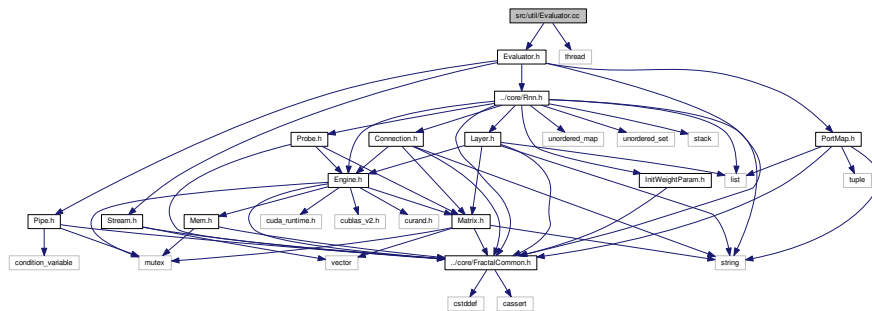 src/util/Evaluator.cc
Evaluator.h
thread
../core/Rnn.h
Probe.h
Connection.h
Layer.h
unordered_map
unordered_set
stack
PortMap.h
Engine.h
InitWeightParam.h
list
tuple
Pipe.h
Stream.h
Mem.h
cuda_runtime.h
cublas_v2.h
curand.h
Matrix.h
condition_variable
mutex
vector
../core/FractalCommon.h
string
cstddef
cassert